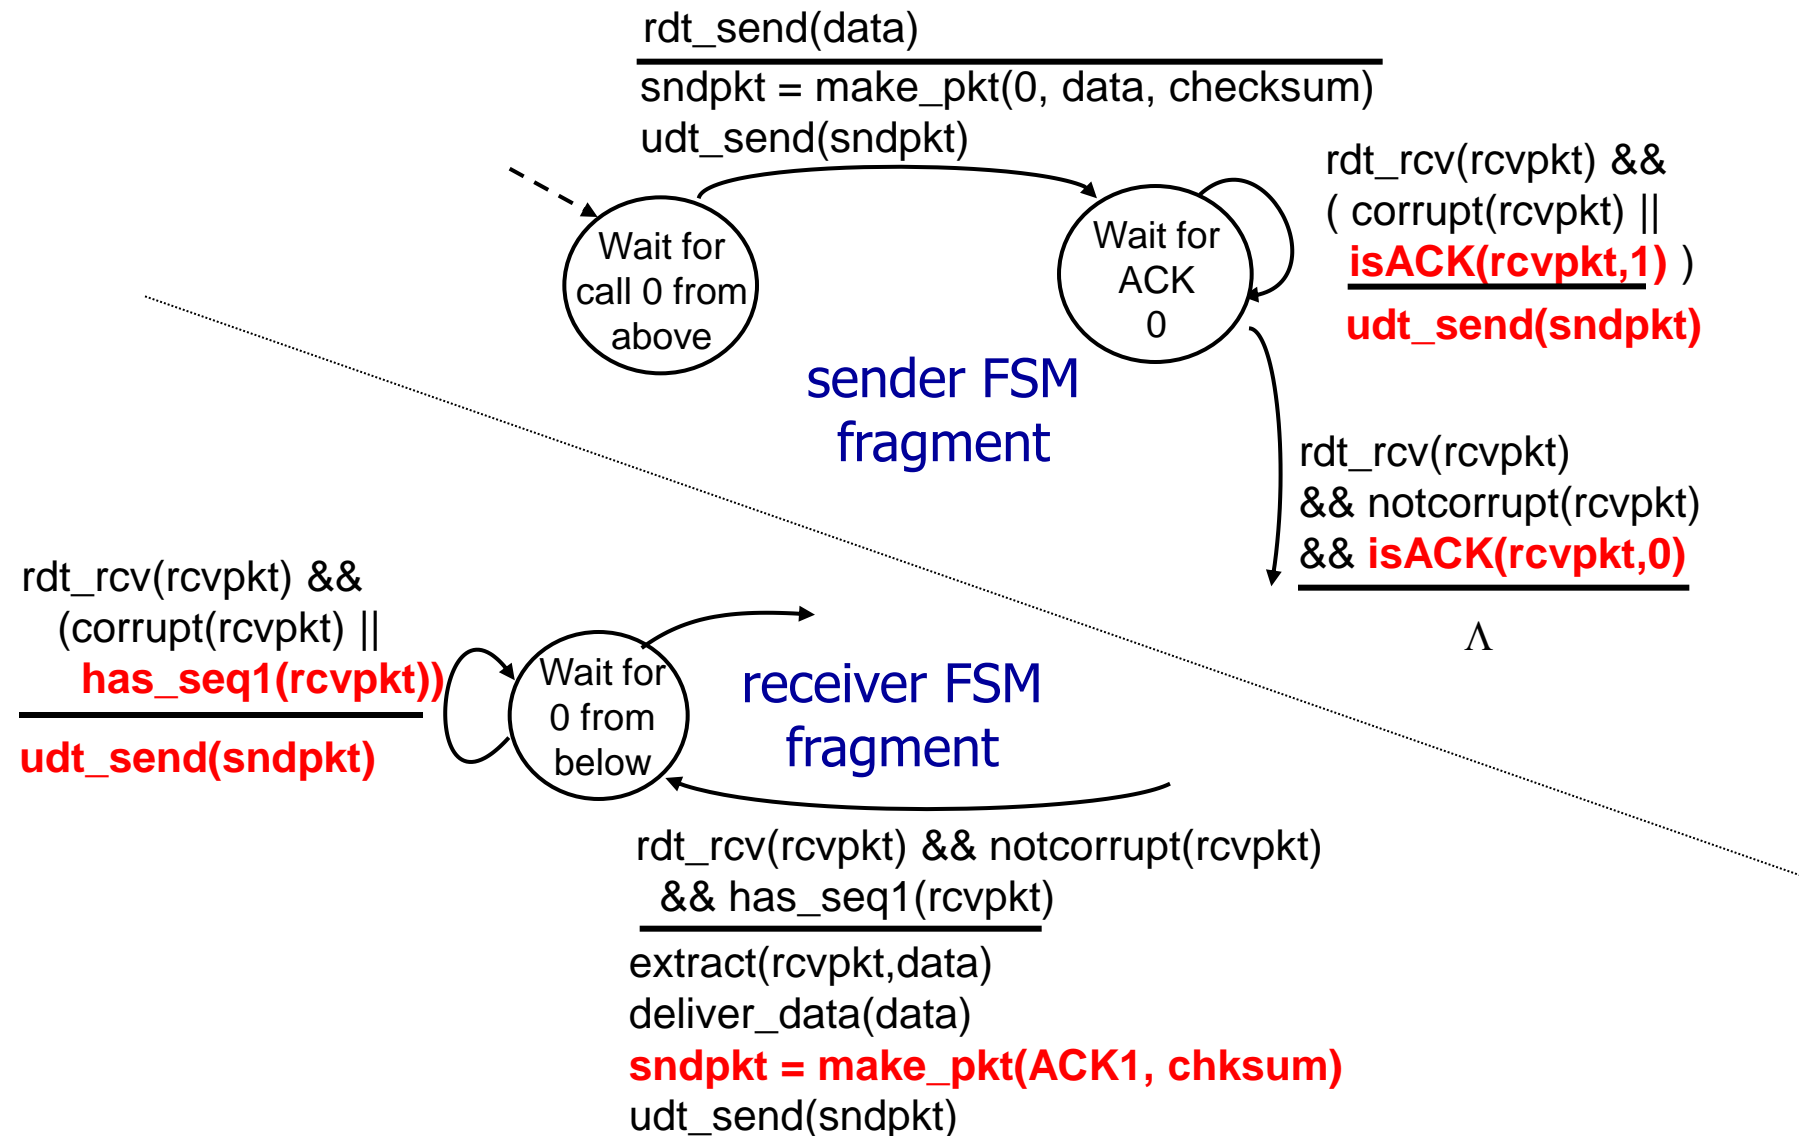 rdt_send(data)
sndpkt = make_pkt(0, data, checksum)
udt_send(sndpkt)
rdt_rcv(rcvpkt) &&
( corrupt(rcvpkt) ||
isACK(rcvpkt,1) )
udt_send(sndpkt)
Wait for
call 0 from
above
Wait for
ACK
0
sender FSM
fragment
rdt_rcv(rcvpkt)
&& notcorrupt(rcvpkt)
&& isACK(rcvpkt,0)
Λ
rdt_rcv(rcvpkt) &&
(corrupt(rcvpkt) ||
has_seq1(rcvpkt))
udt_send(sndpkt)
Wait for
0 from
below
receiver FSM
fragment
rdt_rcv(rcvpkt) && notcorrupt(rcvpkt)
&& has_seq1(rcvpkt)
extract(rcvpkt,data)
deliver_data(data)
sndpkt = make_pkt(ACK1, chksum)
udt_send(sndpkt)